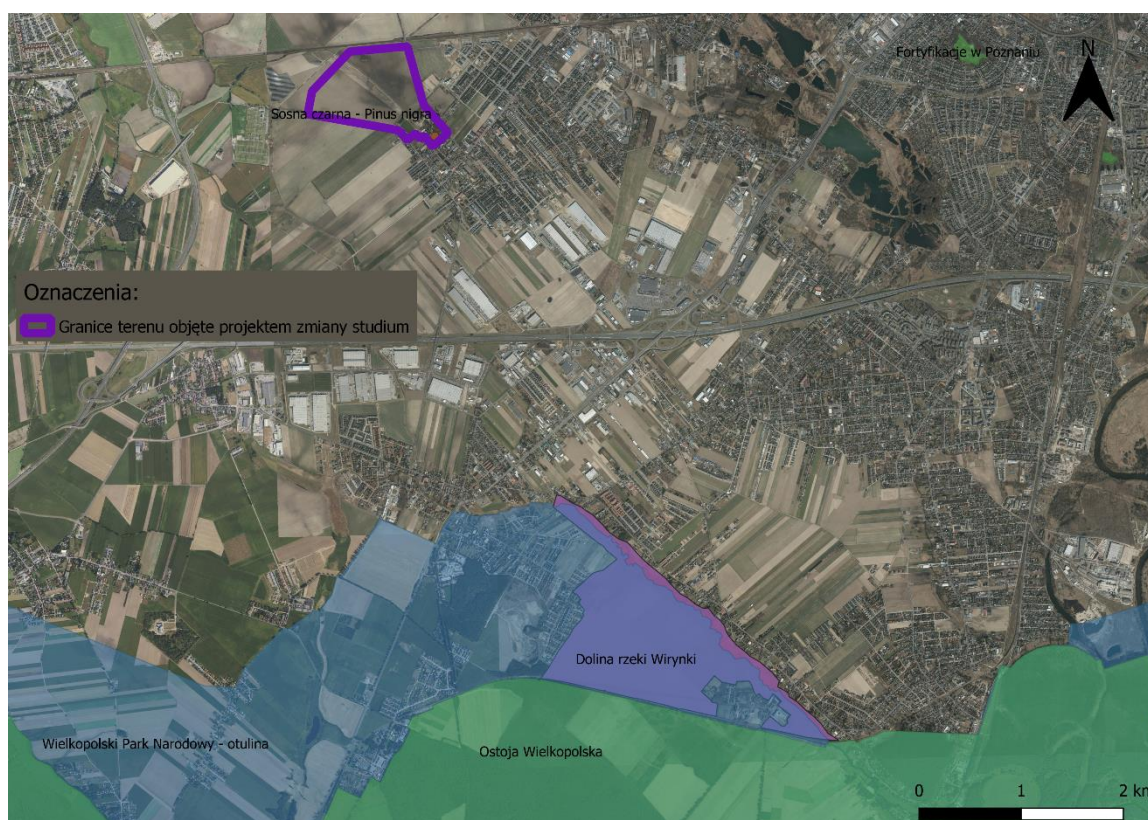 Fortyfikacje w Poznaniu
N
Sosna czarna - Pinus nigra
Oznaczenia:
Granice terenu objęte projektem zmiany studium
Dolina rzeki Wirynki
Wielkopolski Park Narodowy - otulina
Ostoja Wielkopolska
0 1 2 km